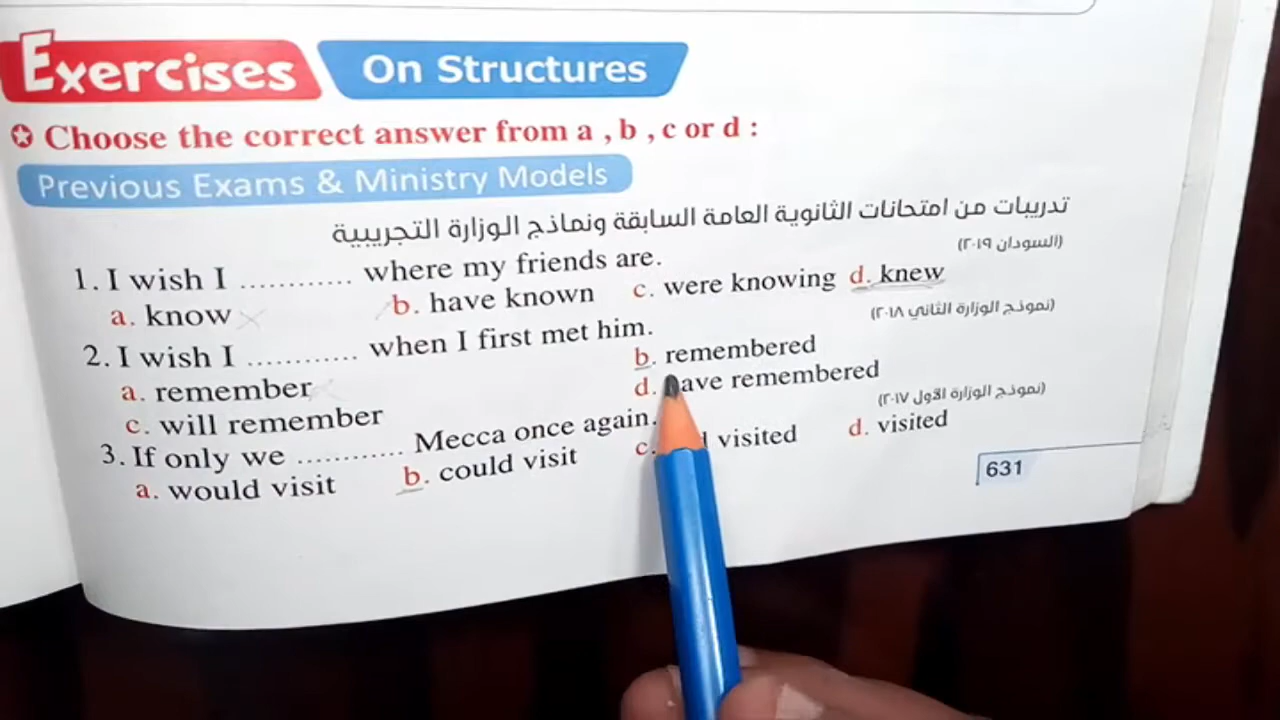 Exercises On Structures
✪ Choose the correct answer from a , b , c or d :
Previous Exams & Ministry Models
تدريبات من امتحانات الثانوية العامة السابقة ونماذج الوزارة التجريبية
1. I wish I ............ where my friends are. (السودان ٢٠١٩)
a. know b. have known c. were knowing d. knew
2. I wish I ............ when I first met him. (نموذج الوزارة الثاني ٢٠١٨)
a. remember b. remembered
c. will remember d. have remembered
3. If only we ............ Mecca once again. (نموذج الوزارة الأول ٢٠١٧)
a. would visit b. could visit c. visited d. visited
631